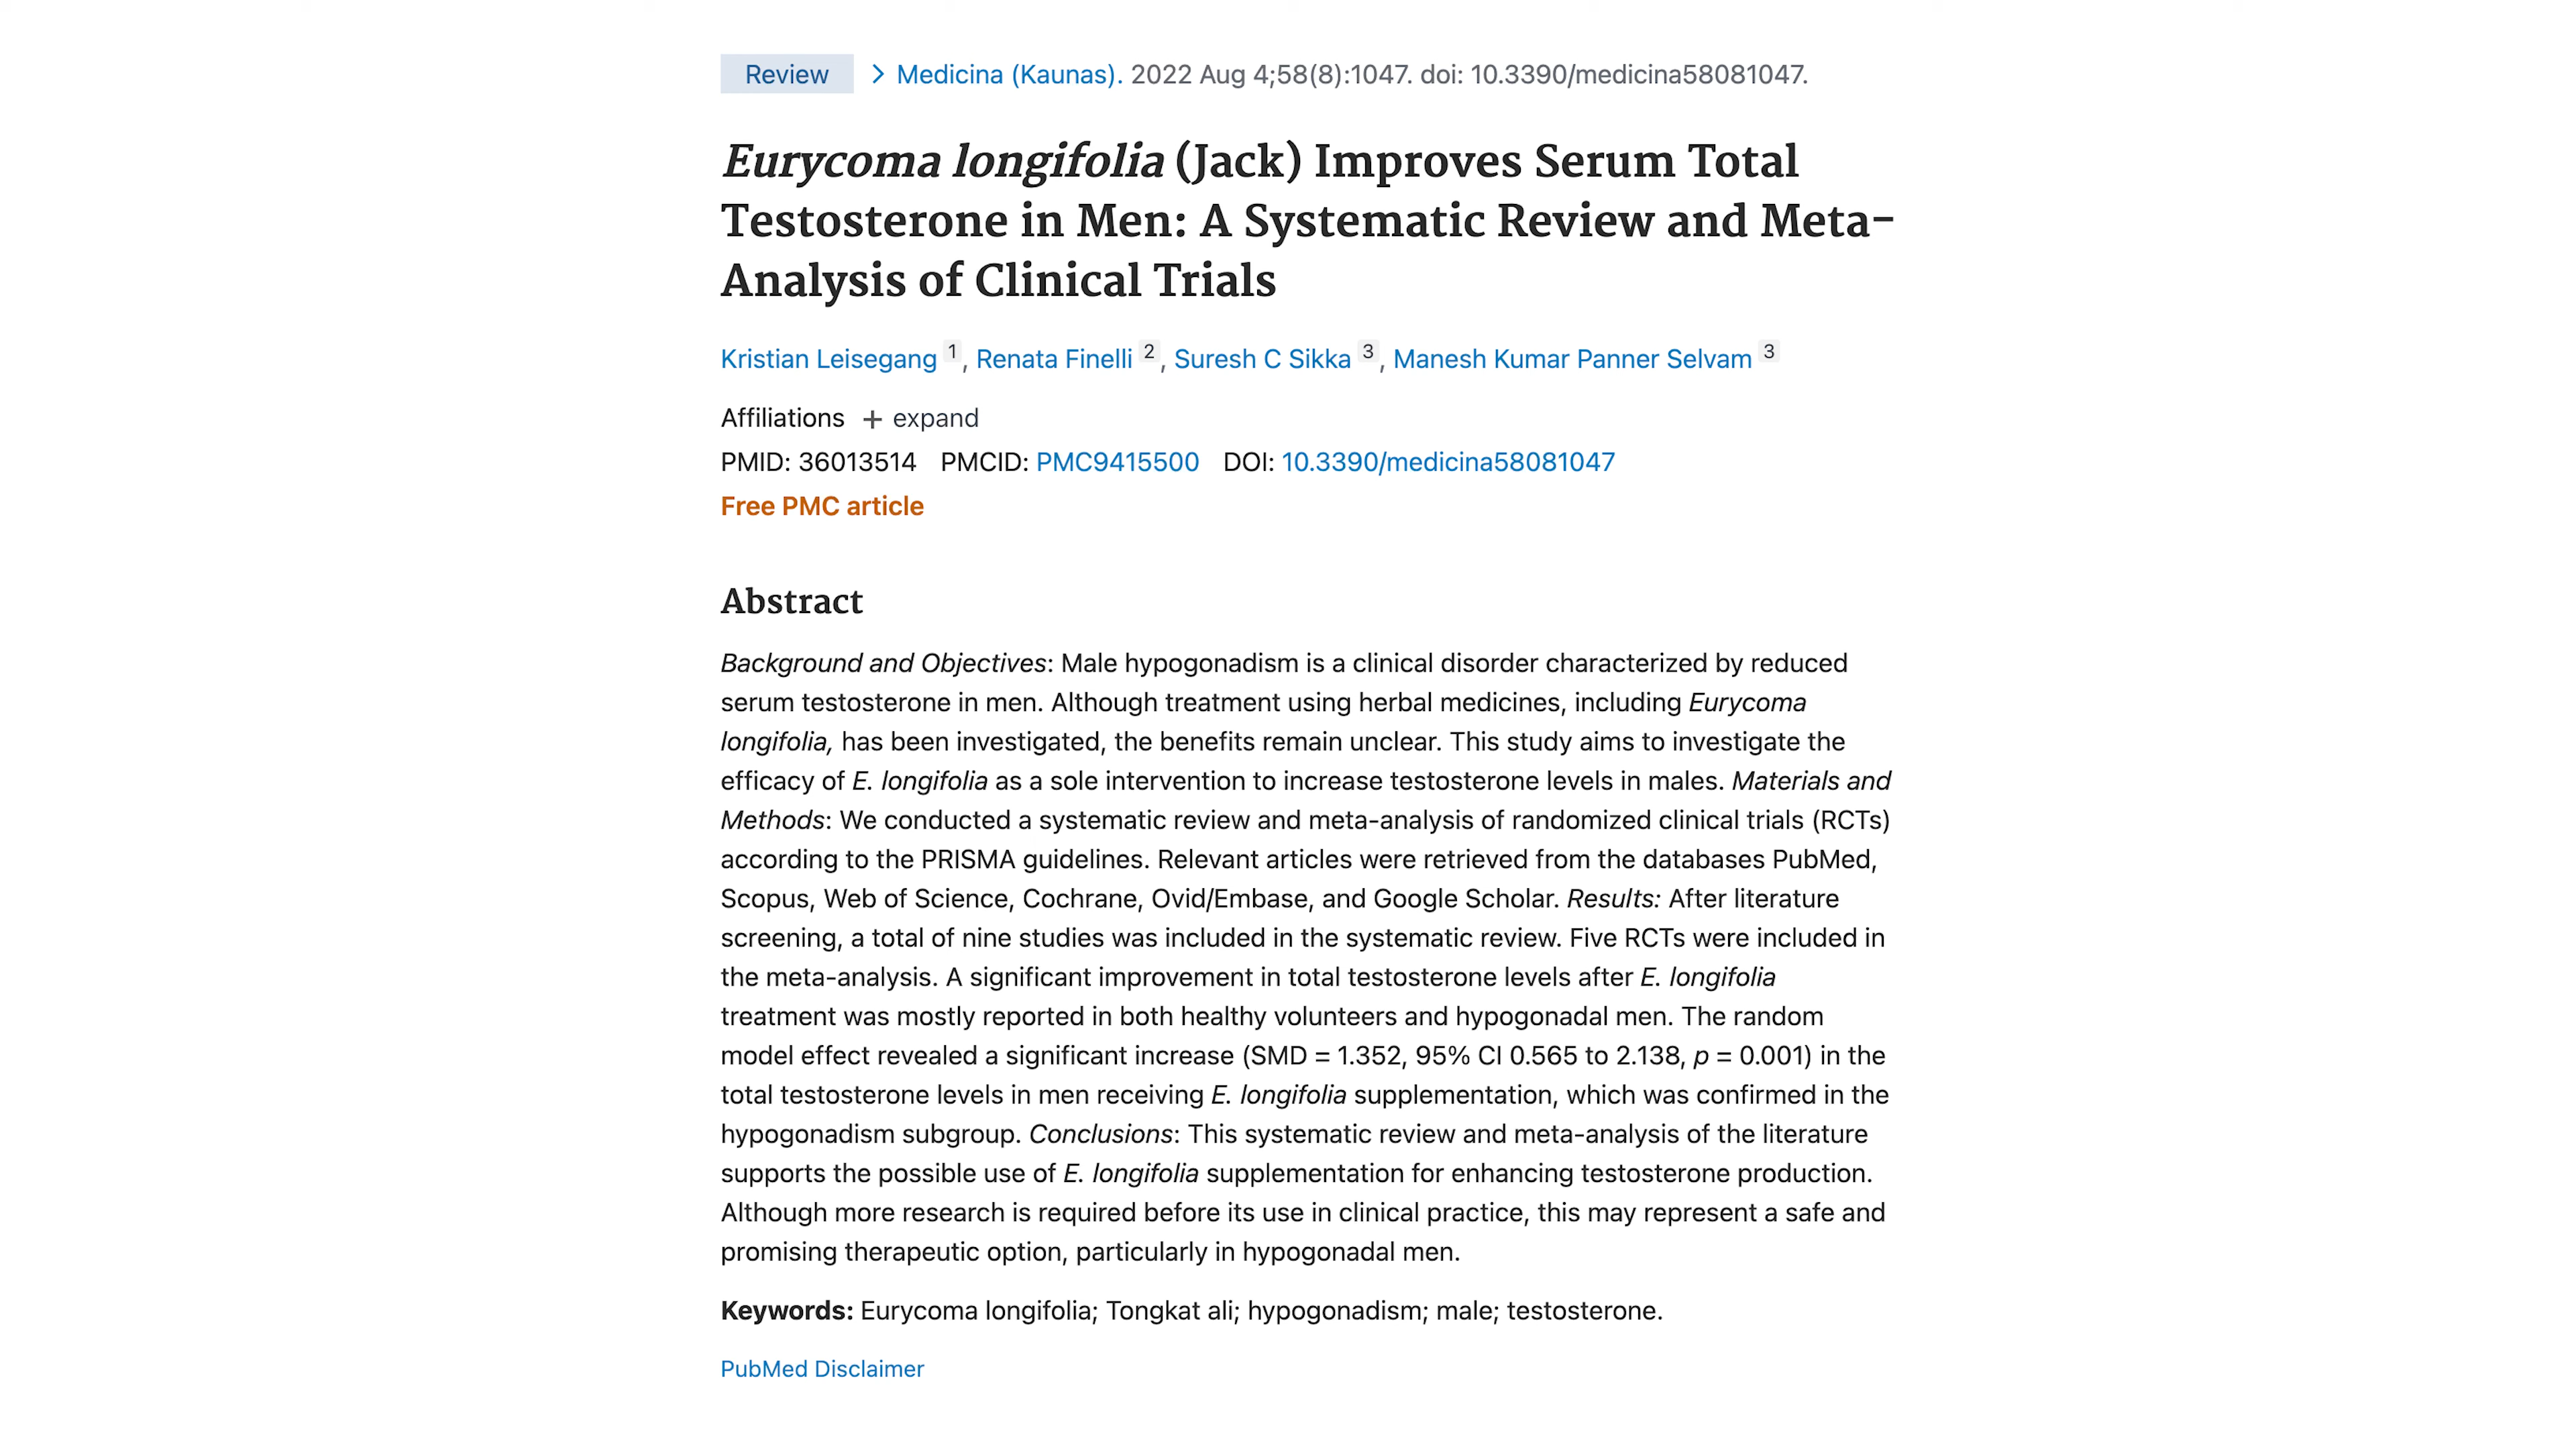 Review > Medicina (Kaunas). 2022 Aug 4;58(8):1047. doi: 10.3390/medicina58081047.
Eurycoma longifolia (Jack) Improves Serum Total
Testosterone in Men: A Systematic Review and Meta-
Analysis of Clinical Trials
Kristian Leisegang 1, Renata Finelli 2, Suresh C Sikka 3, Manesh Kumar Panner Selvam 3
Affiliations + expand
PMID: 36013514 PMCID: PMC9415500 DOI: 10.3390/medicina58081047
Free PMC article
Abstract
Background and Objectives: Male hypogonadism is a clinical disorder characterized by reduced
serum testosterone in men. Although treatment using herbal medicines, including Eurycoma
longifolia, has been investigated, the benefits remain unclear. This study aims to investigate the
efficacy of E. longifolia as a sole intervention to increase testosterone levels in males. Materials and
Methods: We conducted a systematic review and meta-analysis of randomized clinical trials (RCTs)
according to the PRISMA guidelines. Relevant articles were retrieved from the databases PubMed,
Scopus, Web of Science, Cochrane, Ovid/Embase, and Google Scholar. Results: After literature
screening, a total of nine studies was included in the systematic review. Five RCTs were included in
the meta-analysis. A significant improvement in total testosterone levels after E. longifolia
treatment was mostly reported in both healthy volunteers and hypogonadal men. The random
model effect revealed a significant increase (SMD = 1.352, 95% CI 0.565 to 2.138, p = 0.001) in the
total testosterone levels in men receiving E. longifolia supplementation, which was confirmed in the
hypogonadism subgroup. Conclusions: This systematic review and meta-analysis of the literature
supports the possible use of E. longifolia supplementation for enhancing testosterone production.
Although more research is required before its use in clinical practice, this may represent a safe and
promising therapeutic option, particularly in hypogonadal men.
Keywords: Eurycoma longifolia; Tongkat ali; hypogonadism; male; testosterone.
PubMed Disclaimer